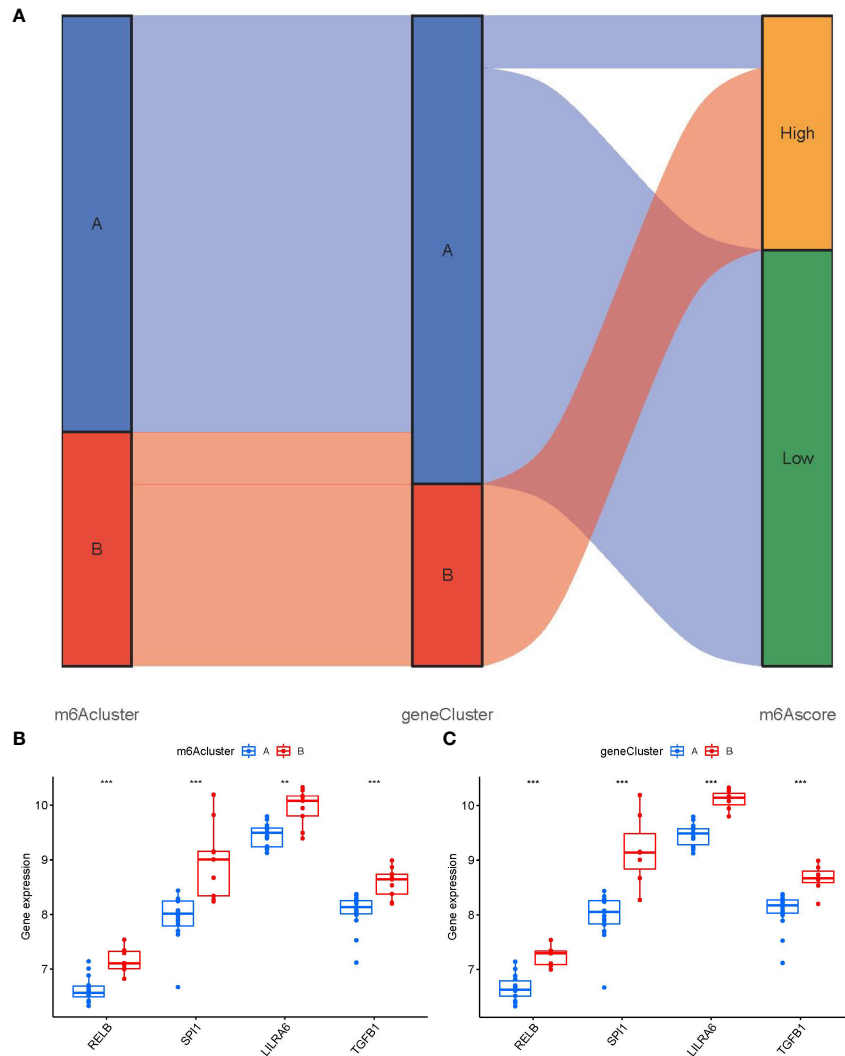 A
A
A
High
Low
B
B
m6Acluster geneCluster m6Ascore
B
m6Acluster A B
*** *** ** ***
10
9
8
7
Gene expression
RELB SPI1 LILRA6 TGFB1
C
geneCluster A B
*** *** *** ***
10
9
8
7
Gene expression
RELB SPI1 LILRA6 TGFB1